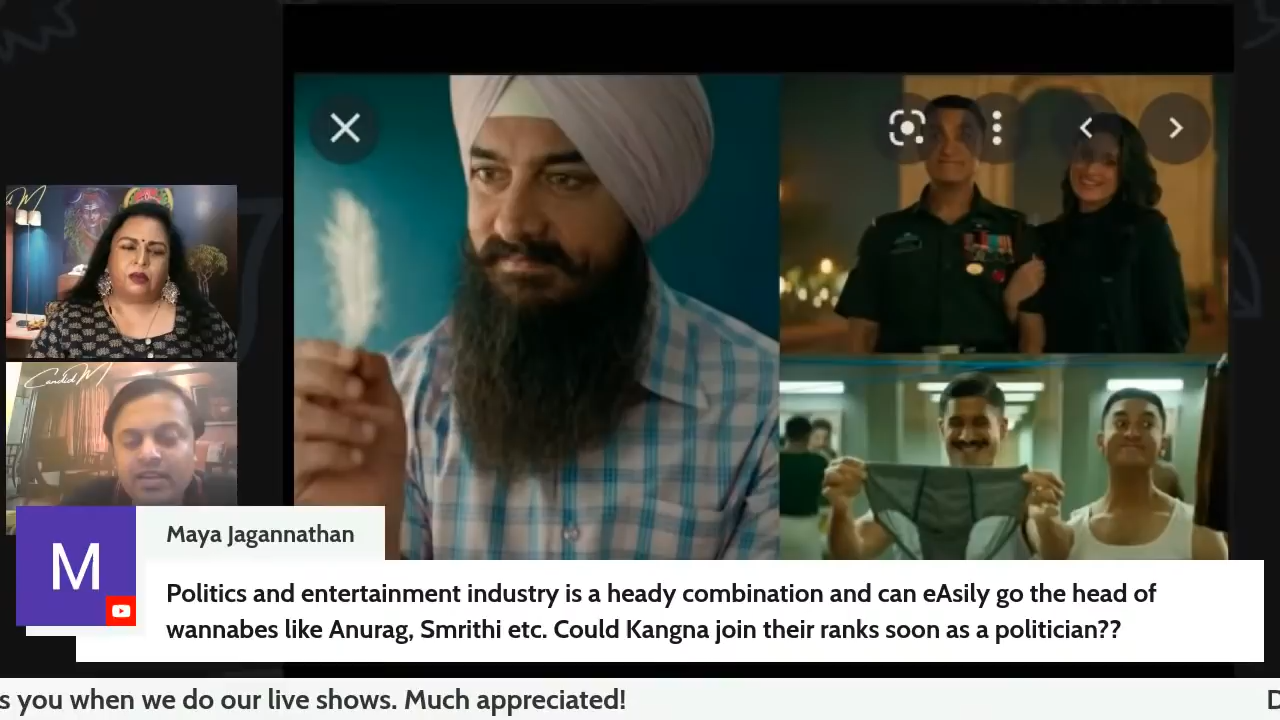 CandidM
M
Maya Jagannathan
Politics and entertainment industry is a heady combination and can eAsily go the head of
wannabes like Anurag, Smrithi etc. Could Kangna join their ranks soon as a politician??
s you when we do our live shows. Much appreciated!
D